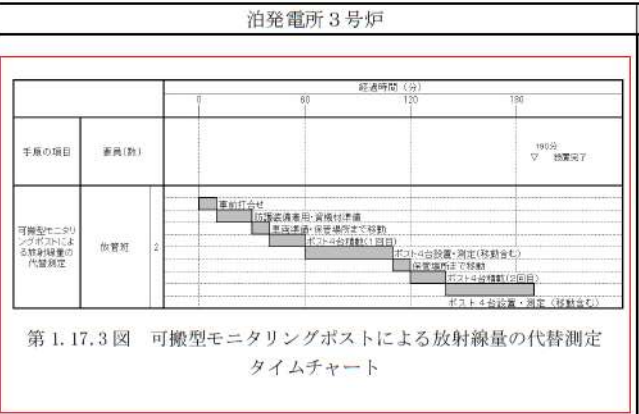 泊発電所3号炉
経過時間(分)
0 60 120 180
手順の項目 要員(数)
190分
▽ 設置完了
可搬型モニタリ
ングポストによ
る放射線量の
代替測定
放管班 2
事前打合せ
防護装備着用・資機材準備
車両準備・保管場所まで移動
ポスト4台積載(1回目)
ポスト4台設置・測定(移動含む)
保管場所まで移動
ポスト4台積載(2回目)
ポスト4台設置・測定(移動含む)
第1.17.3図 可搬型モニタリングポストによる放射線量の代替測定
タイムチャート